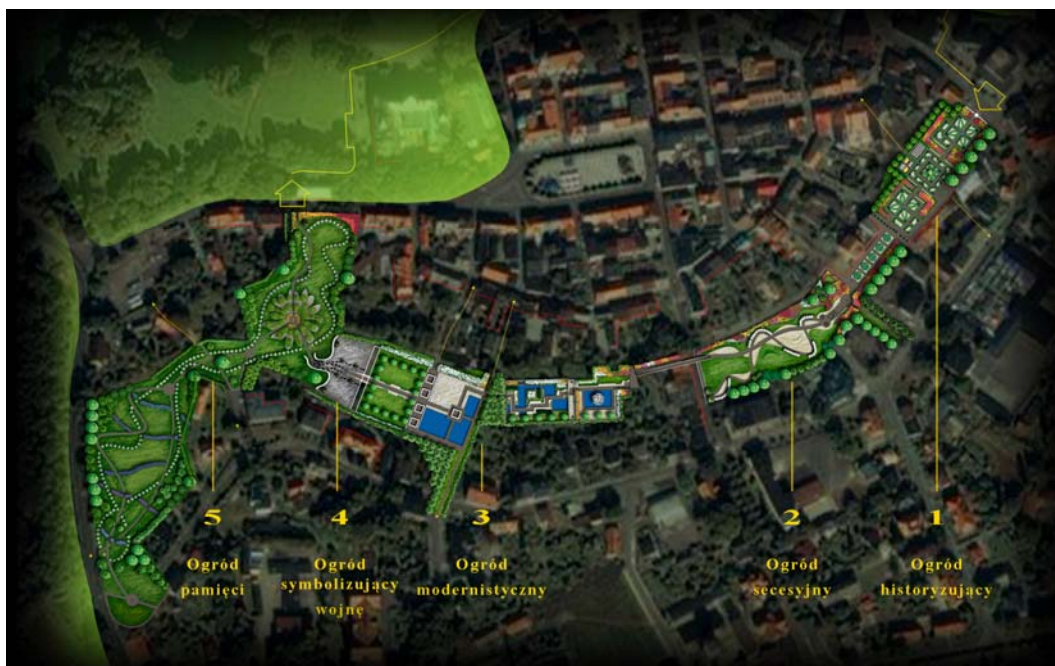 5
4
3
2
1
Ogród
pamięci
Ogród
symbolizujący
wojnę
Ogród
modernistyczny
Ogród
secesyjny
Ogród
historyzujący